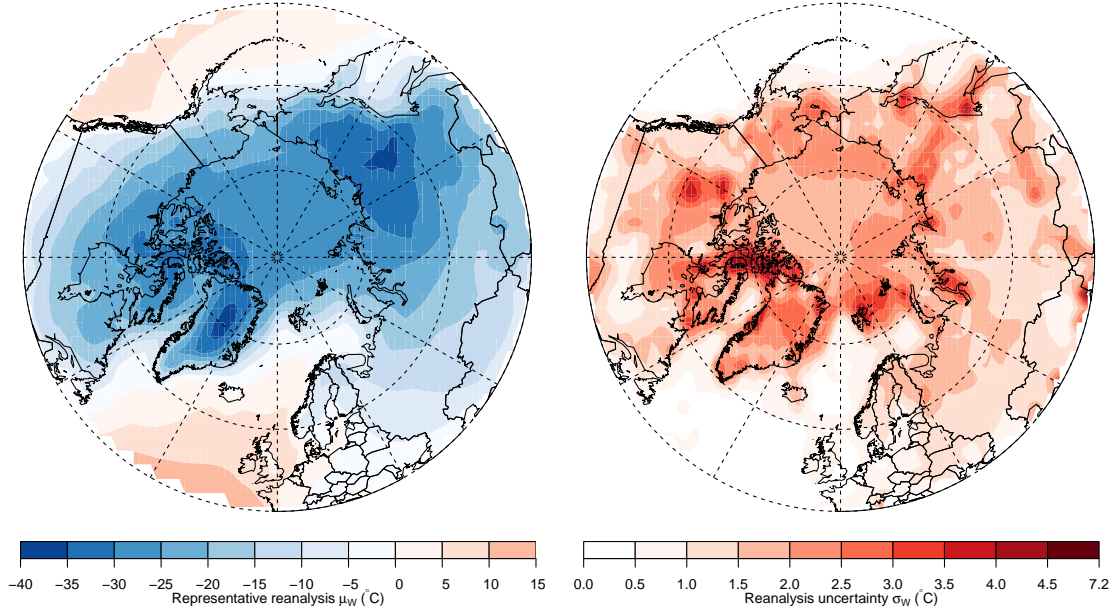 −40 −35 −30 −25 −20 −15 −10 −5 0 5 10 15
Representative reanalysis μW (°C)
0.0 0.5 1.0 1.5 2.0 2.5 3.0 3.5 4.0 4.5 7.2
Reanalysis uncertainty σW (°C)